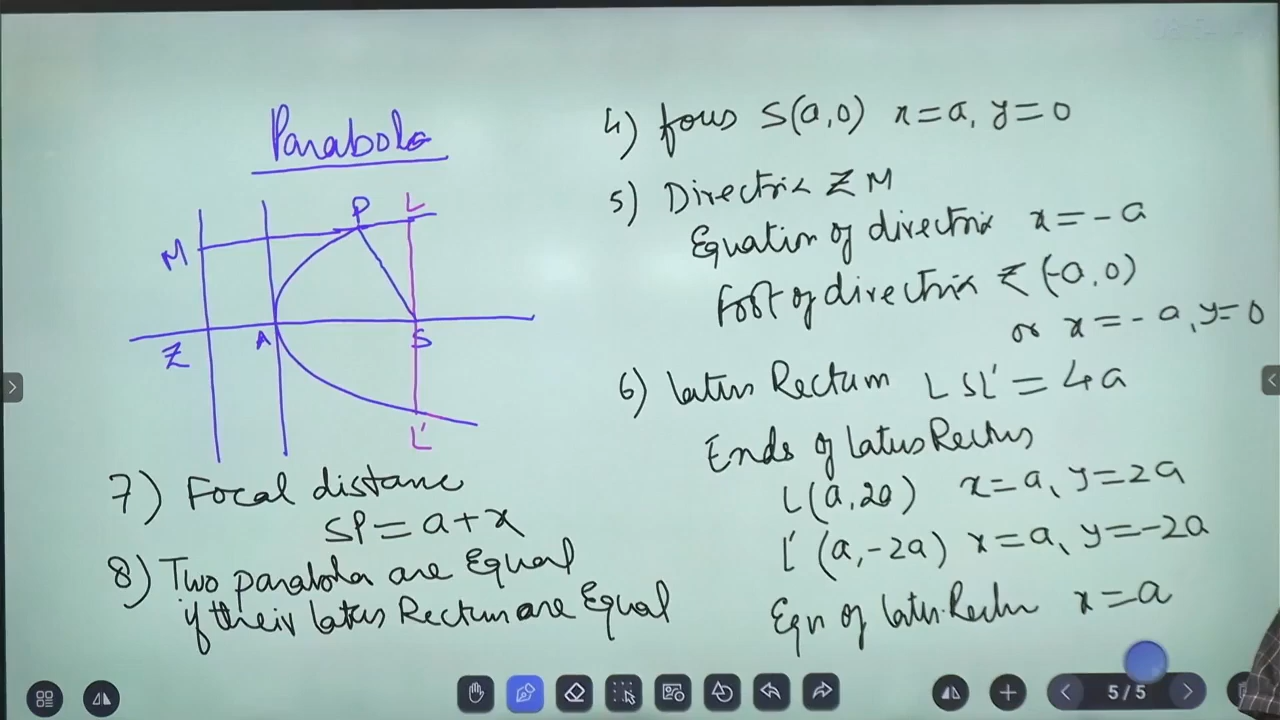 Parabola
M
P
L
Z
A
S
L'
7) Focal distance
SP = a + x
8) Two parabola are Equal
if their latus Rectum are Equal
4) focus S(a,0) x = a, y = 0
5) Directrix ZM
Equation of directrix x = - a
Foot of directrix Z (-a, 0)
or x = - a, y = 0
6) latus Rectum L SL' = 4a
Ends of latus Rectus
L(a, 2a) x = a, y = 2a
L' (a, -2a) x = a, y = -2a
Eqn of latus Rectum x = a
5/5